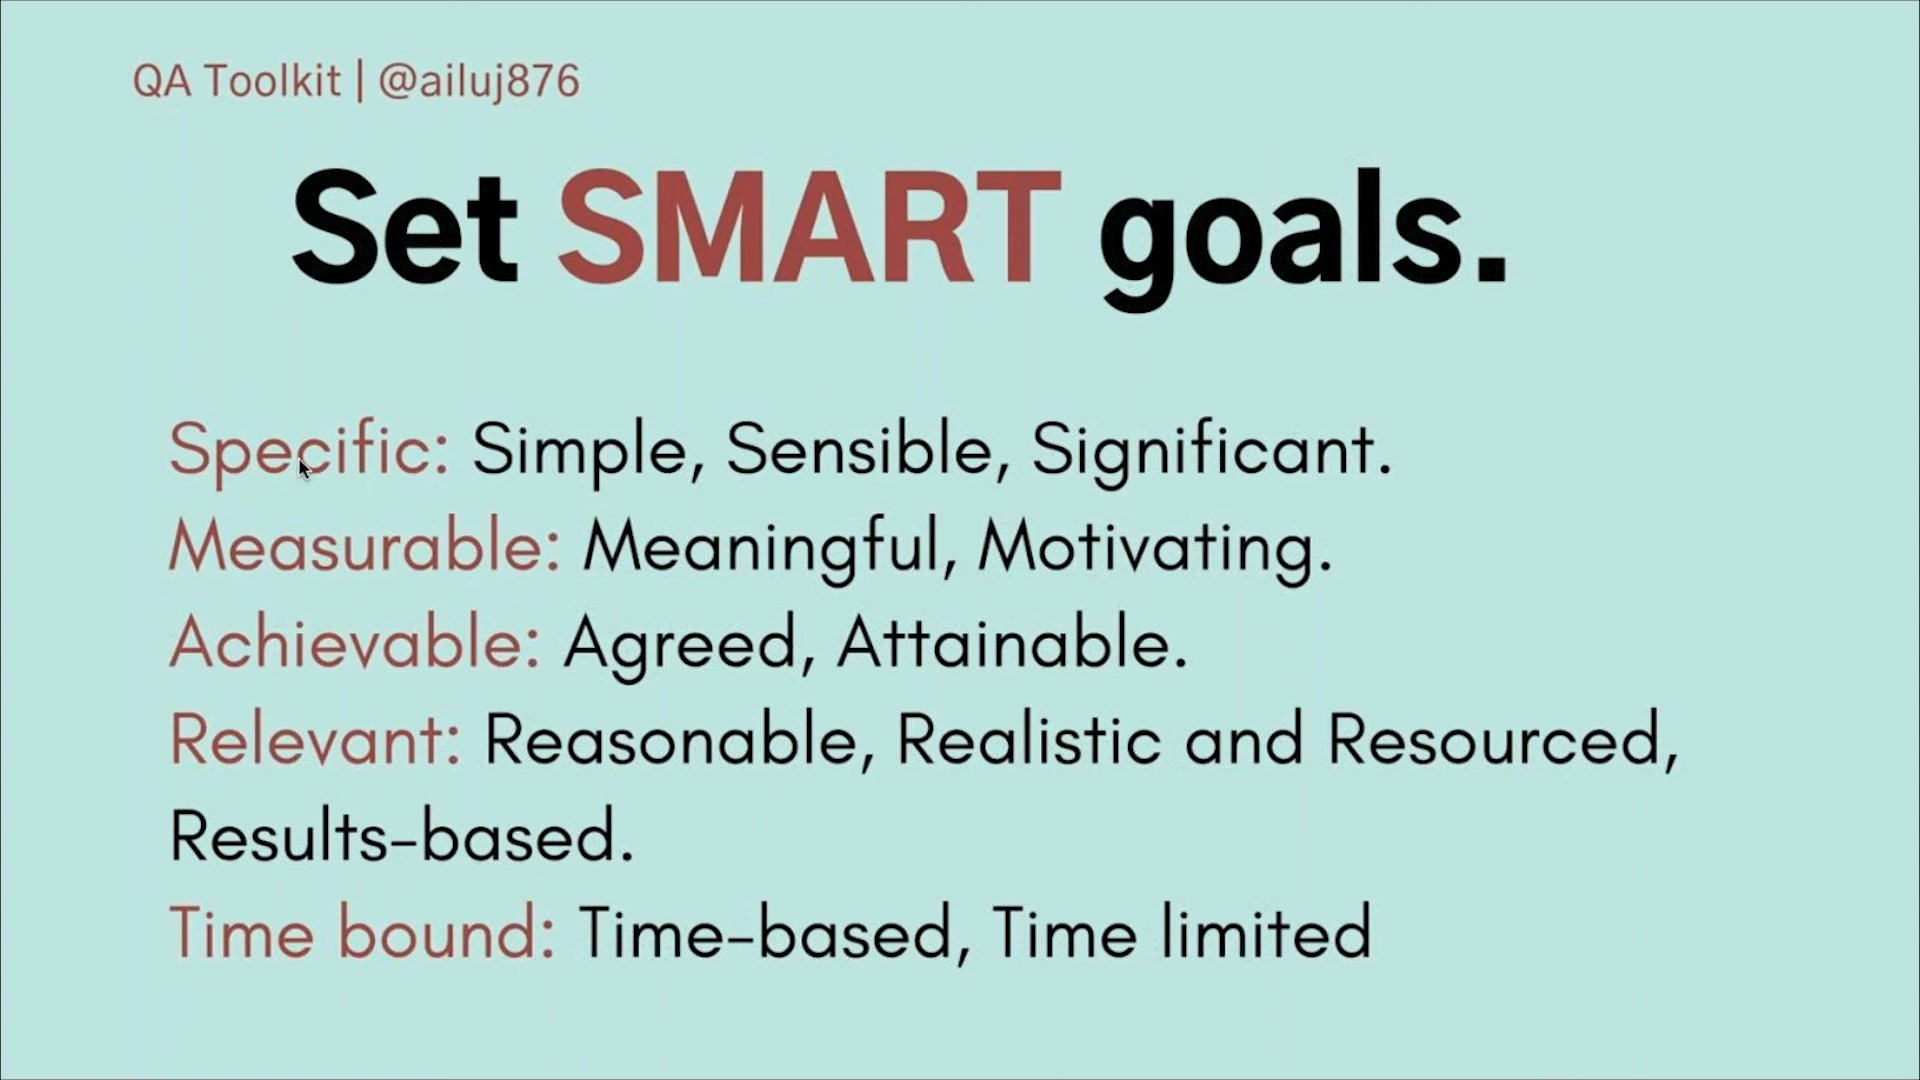 QA Toolkit | @ailuj876
Set SMART goals.
Specific: Simple, Sensible, Significant.
Measurable: Meaningful, Motivating.
Achievable: Agreed, Attainable.
Relevant: Reasonable, Realistic and Resourced,
Results-based.
Time bound: Time-based, Time limited